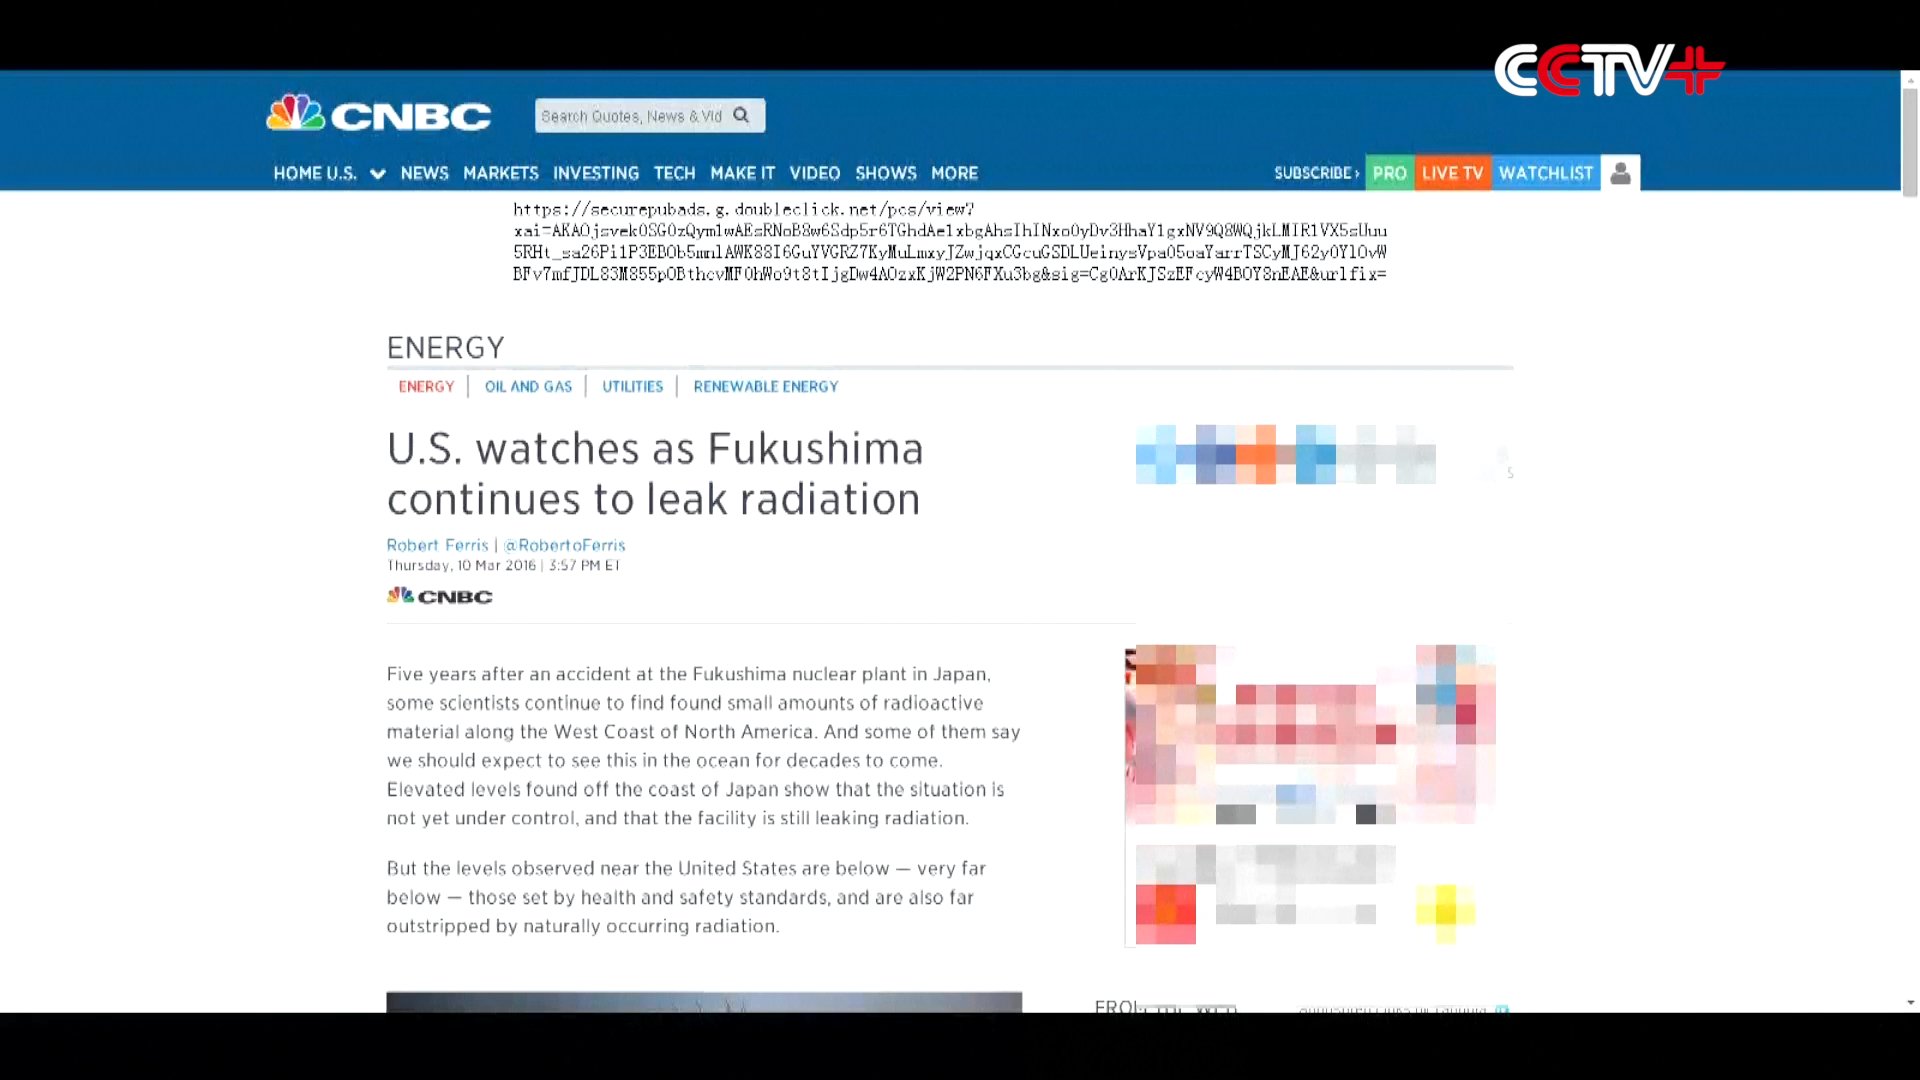 CCTV+
CNBC
Search Quotes, News & Vid
HOME U.S. NEWS MARKETS INVESTING TECH MAKE IT VIDEO SHOWS MORE
SUBSCRIBE › PRO LIVE TV WATCHLIST
https://securepubads.g.doubleclick.net/pcs/view?
ENERGY
ENERGY | OIL AND GAS | UTILITIES | RENEWABLE ENERGY
U.S. watches as Fukushima
continues to leak radiation
Robert Ferris | @RobertoFerris
Thursday, 10 Mar 2016 | 3:57 PM ET
CNBC
Five years after an accident at the Fukushima nuclear plant in Japan,
some scientists continue to find found small amounts of radioactive
material along the West Coast of North America. And some of them say
we should expect to see this in the ocean for decades to come.
Elevated levels found off the coast of Japan show that the situation is
not yet under control, and that the facility is still leaking radiation.
But the levels observed near the United States are below — very far
below — those set by health and safety standards, and are also far
outstripped by naturally occurring radiation.